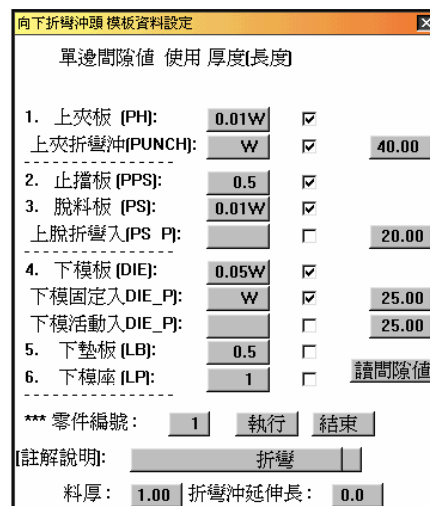 向下折彎沖頭 模板資料設定
單邊間隙值 使用 厚度(長度)
1. 上夾板 (PH): 0.01W
上夾折彎沖(PUNCH): W 40.00
2. 止擋板 (PPS): 0.5
3. 脫料板 (PS): 0.01W
上脫折彎入(PS_P): 20.00
4. 下模板 (DIE): 0.05W
下模固定入DIE_P): W 25.00
下模活動入DIE_P): 25.00
5. 下墊板 (LB): 0.5
6. 下模座 (LP): 1 讀間隙值
*** 零件編號: 1 執行 結束
[註解說明]: 折彎
料厚: 1.00 折彎沖延伸長: 0.0